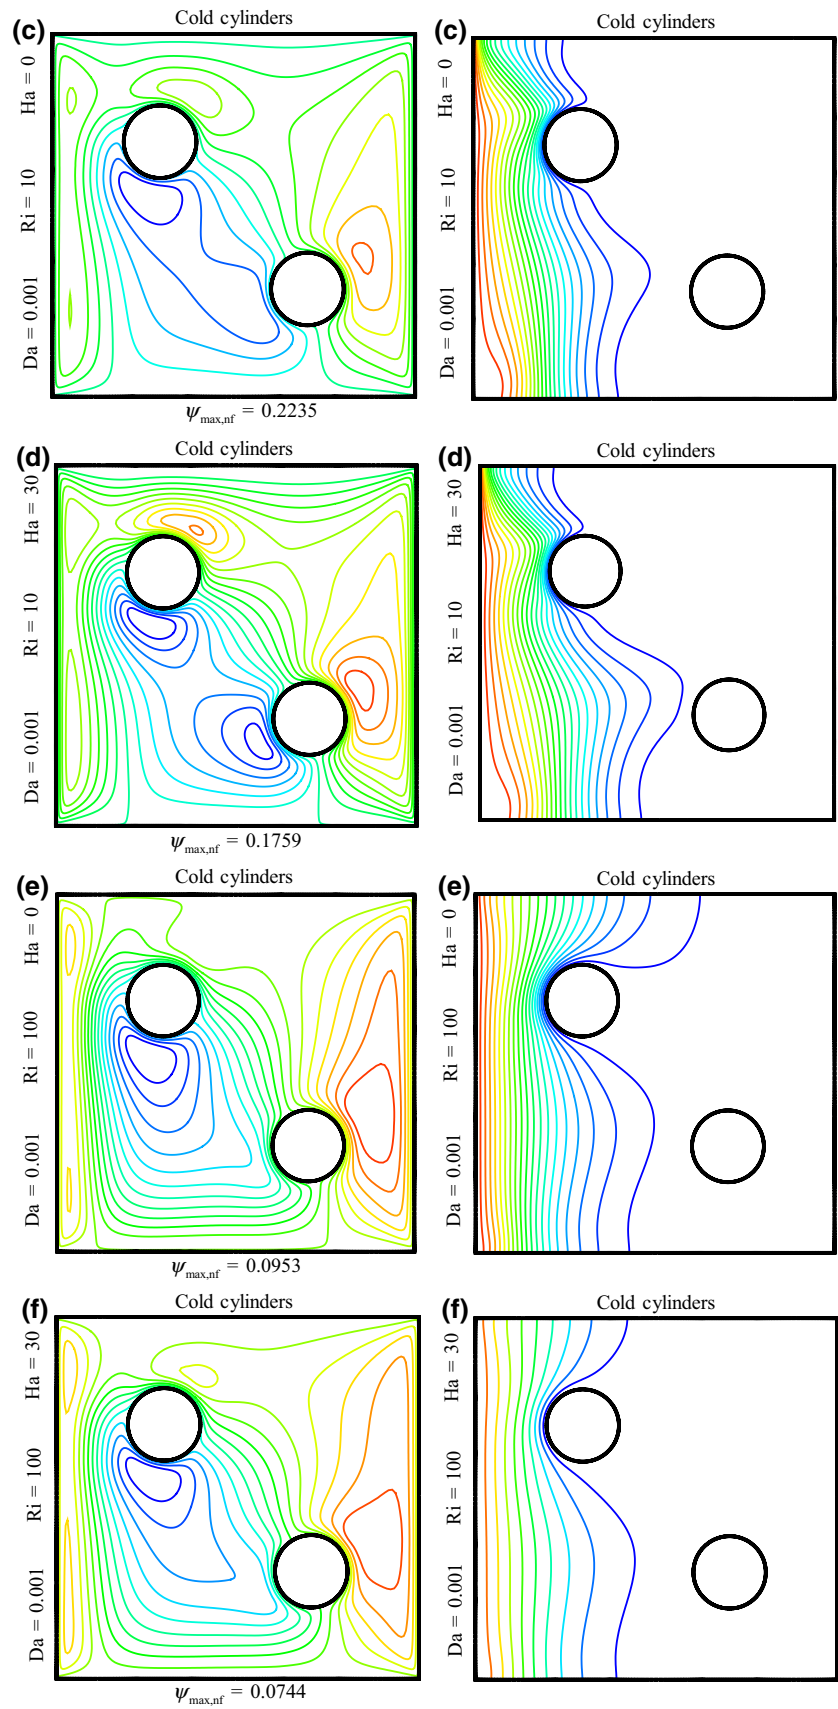 (c)
Cold cylinders
Ha = 0
Ri = 10
Da = 0.001
ψmax,nf = 0.2235
(c)
Cold cylinders
Ha = 0
Ri = 10
Da = 0.001
(d)
Cold cylinders
Ha = 30
Ri = 10
Da = 0.001
ψmax,nf = 0.1759
(d)
Cold cylinders
Ha = 30
Ri = 10
Da = 0.001
(e)
Cold cylinders
Ha = 0
Ri = 100
Da = 0.001
ψmax,nf = 0.0953
(e)
Cold cylinders
Ha = 0
Ri = 100
Da = 0.001
(f)
Cold cylinders
Ha = 30
Ri = 100
Da = 0.001
ψmax,nf = 0.0744
(f)
Cold cylinders
Ha = 30
Ri = 100
Da = 0.001